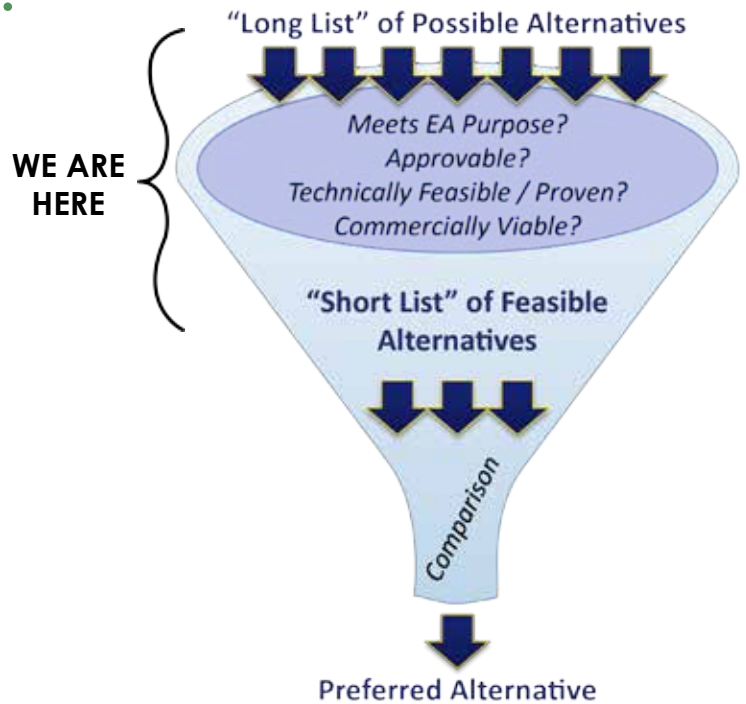 “Long List” of Possible Alternatives
Meets EA Purpose?
Approvable?
Technically Feasible / Proven?
Commercially Viable?
WE ARE
HERE
“Short List” of Feasible
Alternatives
Comparison
Preferred Alternative